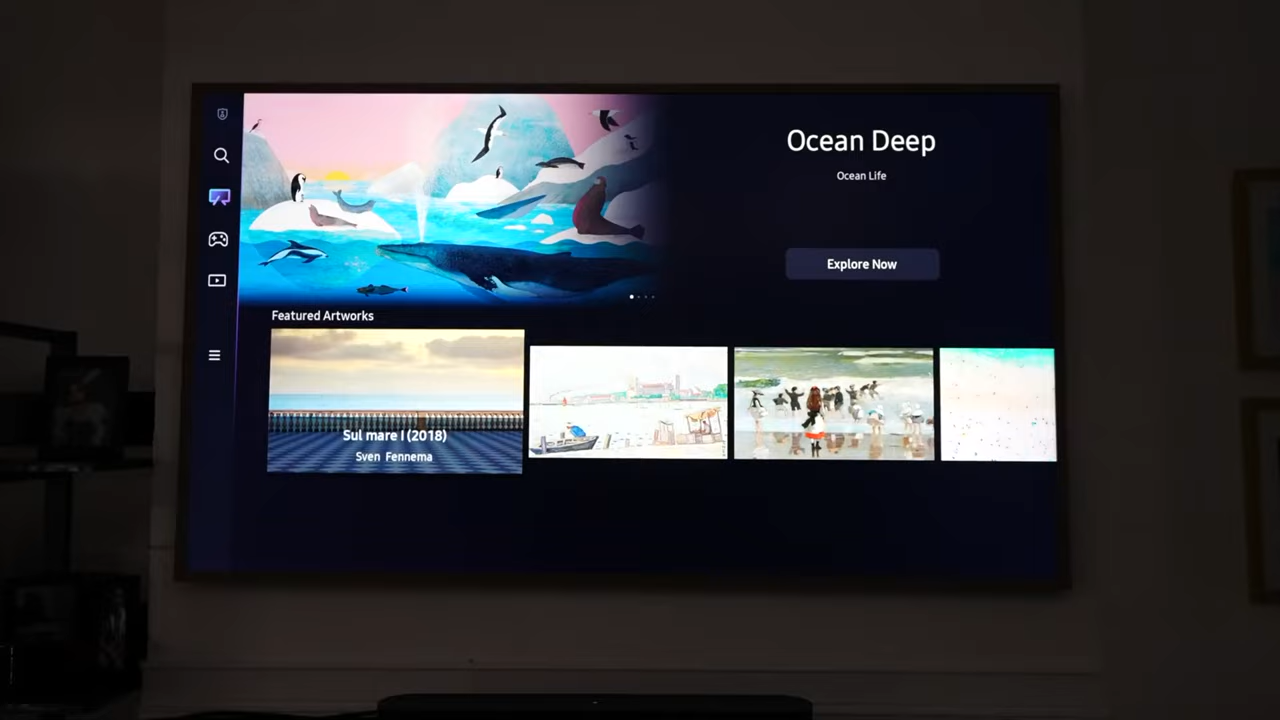 Ocean Deep
Ocean Life
Explore Now
Featured Artworks
Sul mare I (2018)
Sven Fennema